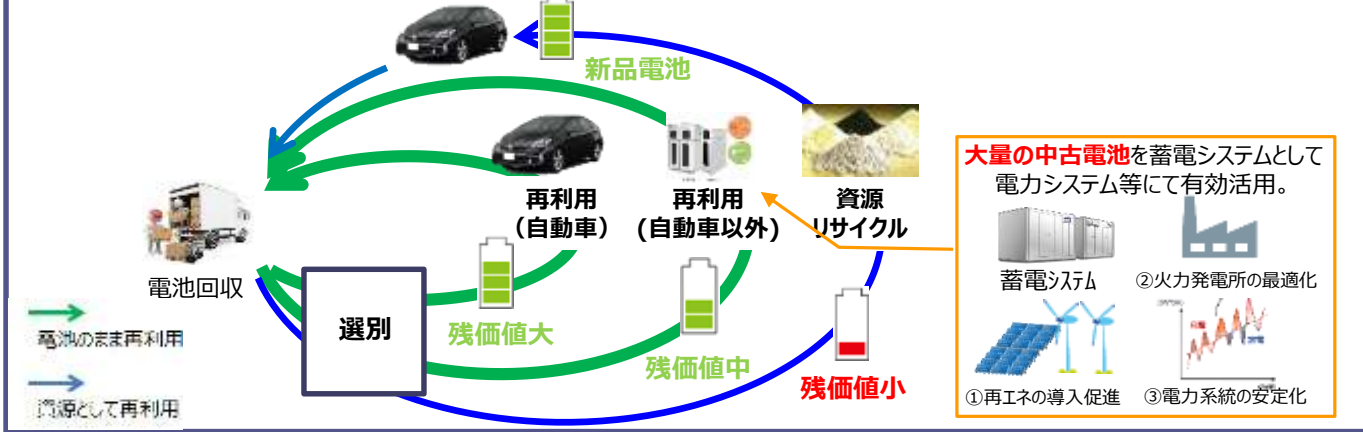 新品電池
再利用
（自動車）
再利用
(自動車以外)
資源
リサイクル
電池回収
選別
残価値大
残価値中
残価値小
電池のまま再利用
資源として再利用
大量の中古電池を蓄電システムとして
電力システム等にて有効活用。
蓄電システム
②火力発電所の最適化
①再エネの導入促進
③電力系統の安定化